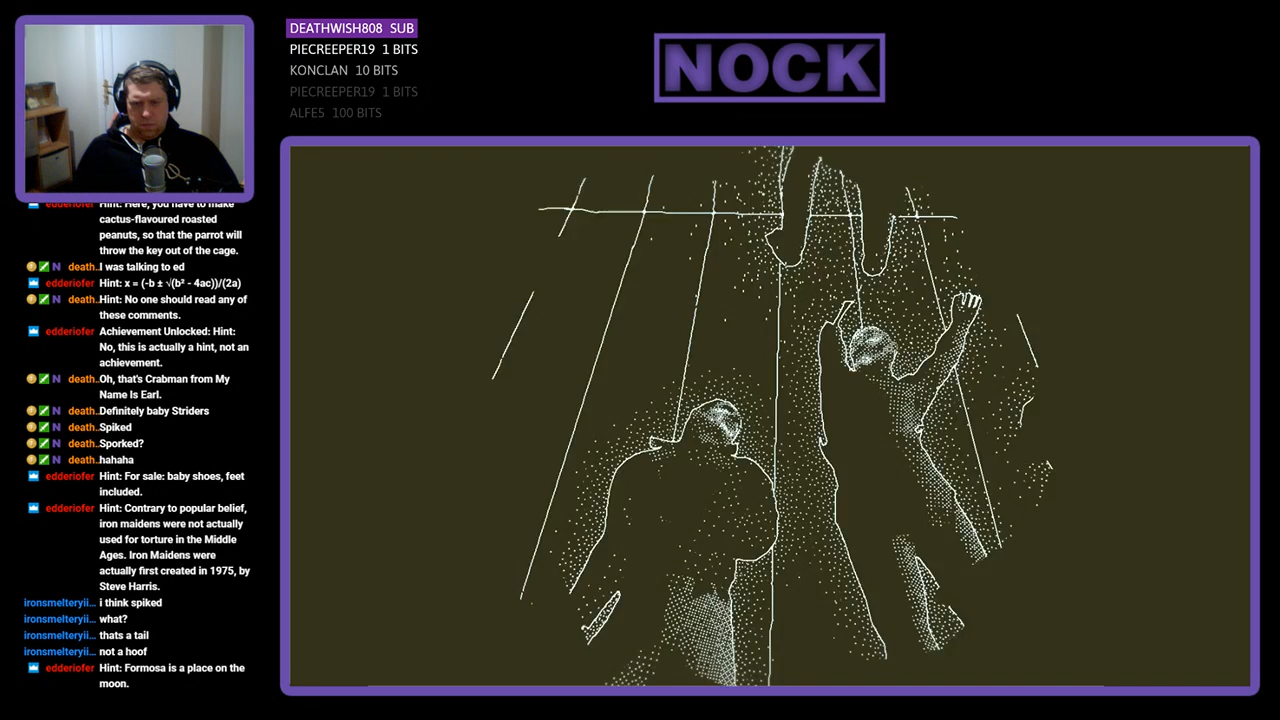 DEATHWISH808 SUB
PIECREEPER19 1 BITS
KONCLAN 10 BITS
PIECREEPER19 1 BITS
ALFE5 100 BITS
NOCK
edderiofer Hint: Here, you have to make
cactus-flavoured roasted
peanuts, so that the parrot will
throw the key out of the cage.
N death... I was talking to ed
edderiofer Hint: x = (-b ± √(b² - 4ac))/(2a)
N death... Hint: No one should read any of
these comments.
edderiofer Achievement Unlocked: Hint:
No, this is actually a hint, not an
achievement.
N death... Oh, that's Crabman from My
Name Is Earl.
N death... Definitely baby Striders
N death... Spiked
N death... Sporked?
N death... hahaha
edderiofer Hint: For sale: baby shoes, feet
included.
edderiofer Hint: Contrary to popular belief,
iron maidens were not actually
used for torture in the Middle
Ages. Iron Maidens were
actually first created in 1975, by
Steve Harris.
ironsmelteryii... i think spiked
ironsmelteryii... what?
ironsmelteryii... thats a tail
ironsmelteryii... not a hoof
edderiofer Hint: Formosa is a place on the
moon.